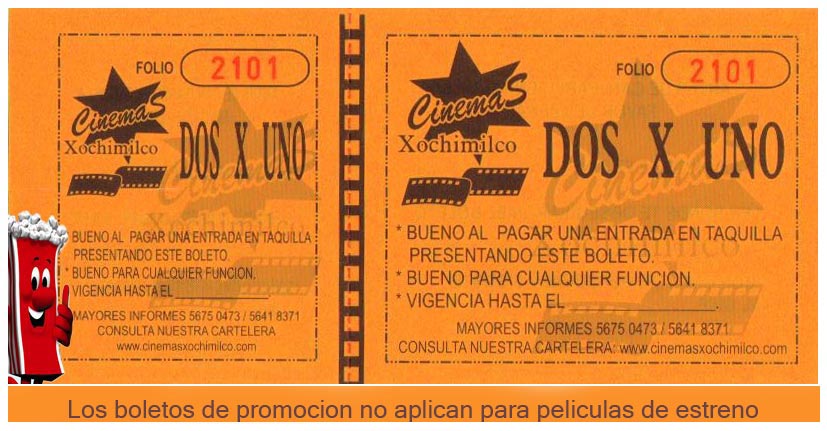 FOLIO 2101
CinemaS
Xochimilco
DOS X UNO
* BUENO AL PAGAR UNA ENTRADA EN TAQUILLA
PRESENTANDO ESTE BOLETO.
* BUENO PARA CUALQUIER FUNCION.
* VIGENCIA HASTA EL
MAYORES INFORMES 5675 0473 / 5641 8371
CONSULTA NUESTRA CARTELERA
www.cinemasxochimilco.com
FOLIO 2101
CinemaS
Xochimilco
DOS X UNO
* BUENO AL PAGAR UNA ENTRADA EN TAQUILLA
PRESENTANDO ESTE BOLETO.
* BUENO PARA CUALQUIER FUNCION.
* VIGENCIA HASTA EL ____________________.
MAYORES INFORMES 5675 0473 / 5641 8371
CONSULTA NUESTRA CARTELERA: www.cinemasxochimilco.com
Los boletos de promocion no aplican para peliculas de estreno